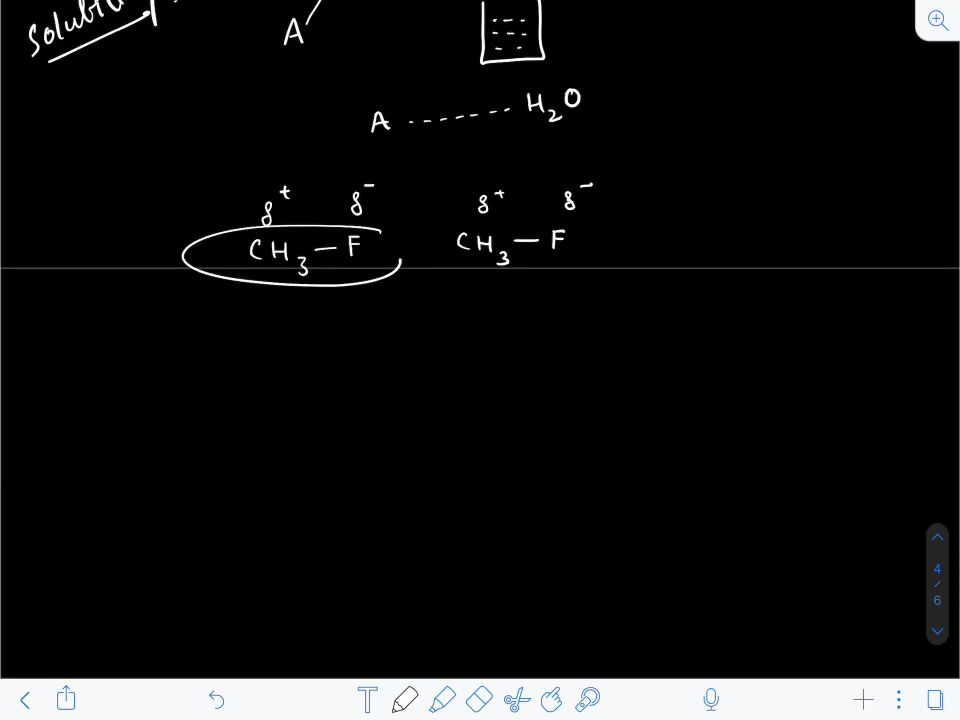 A
A ------ H₂O
δ⁺ δ⁻ δ⁺ δ⁻
CH₃ — F CH₃ — F
4
/
6
T